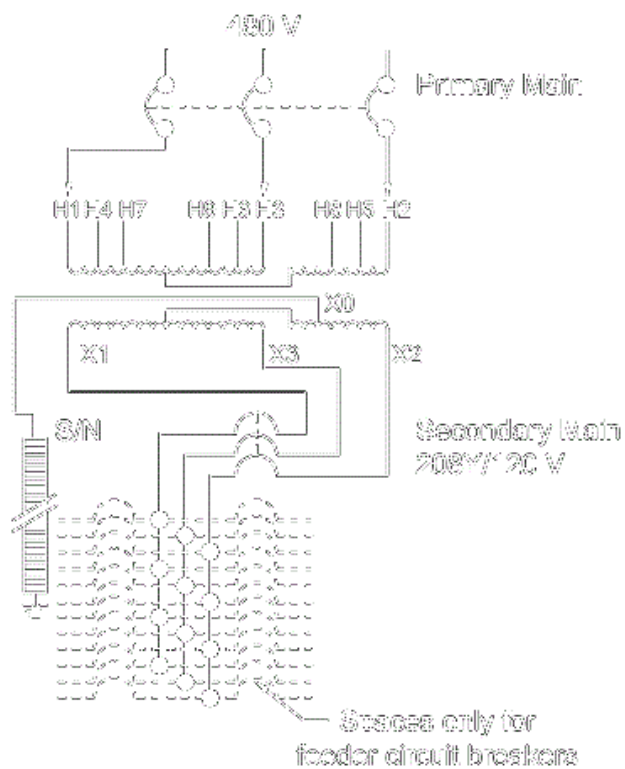 480 V
Primary Main
H1 H4 H7 H8 H3 H5 H2
X0
X1 X3 X2
S/N
Secondary Main
208Y/120 V
Spaces only for
feeder circuit breakers